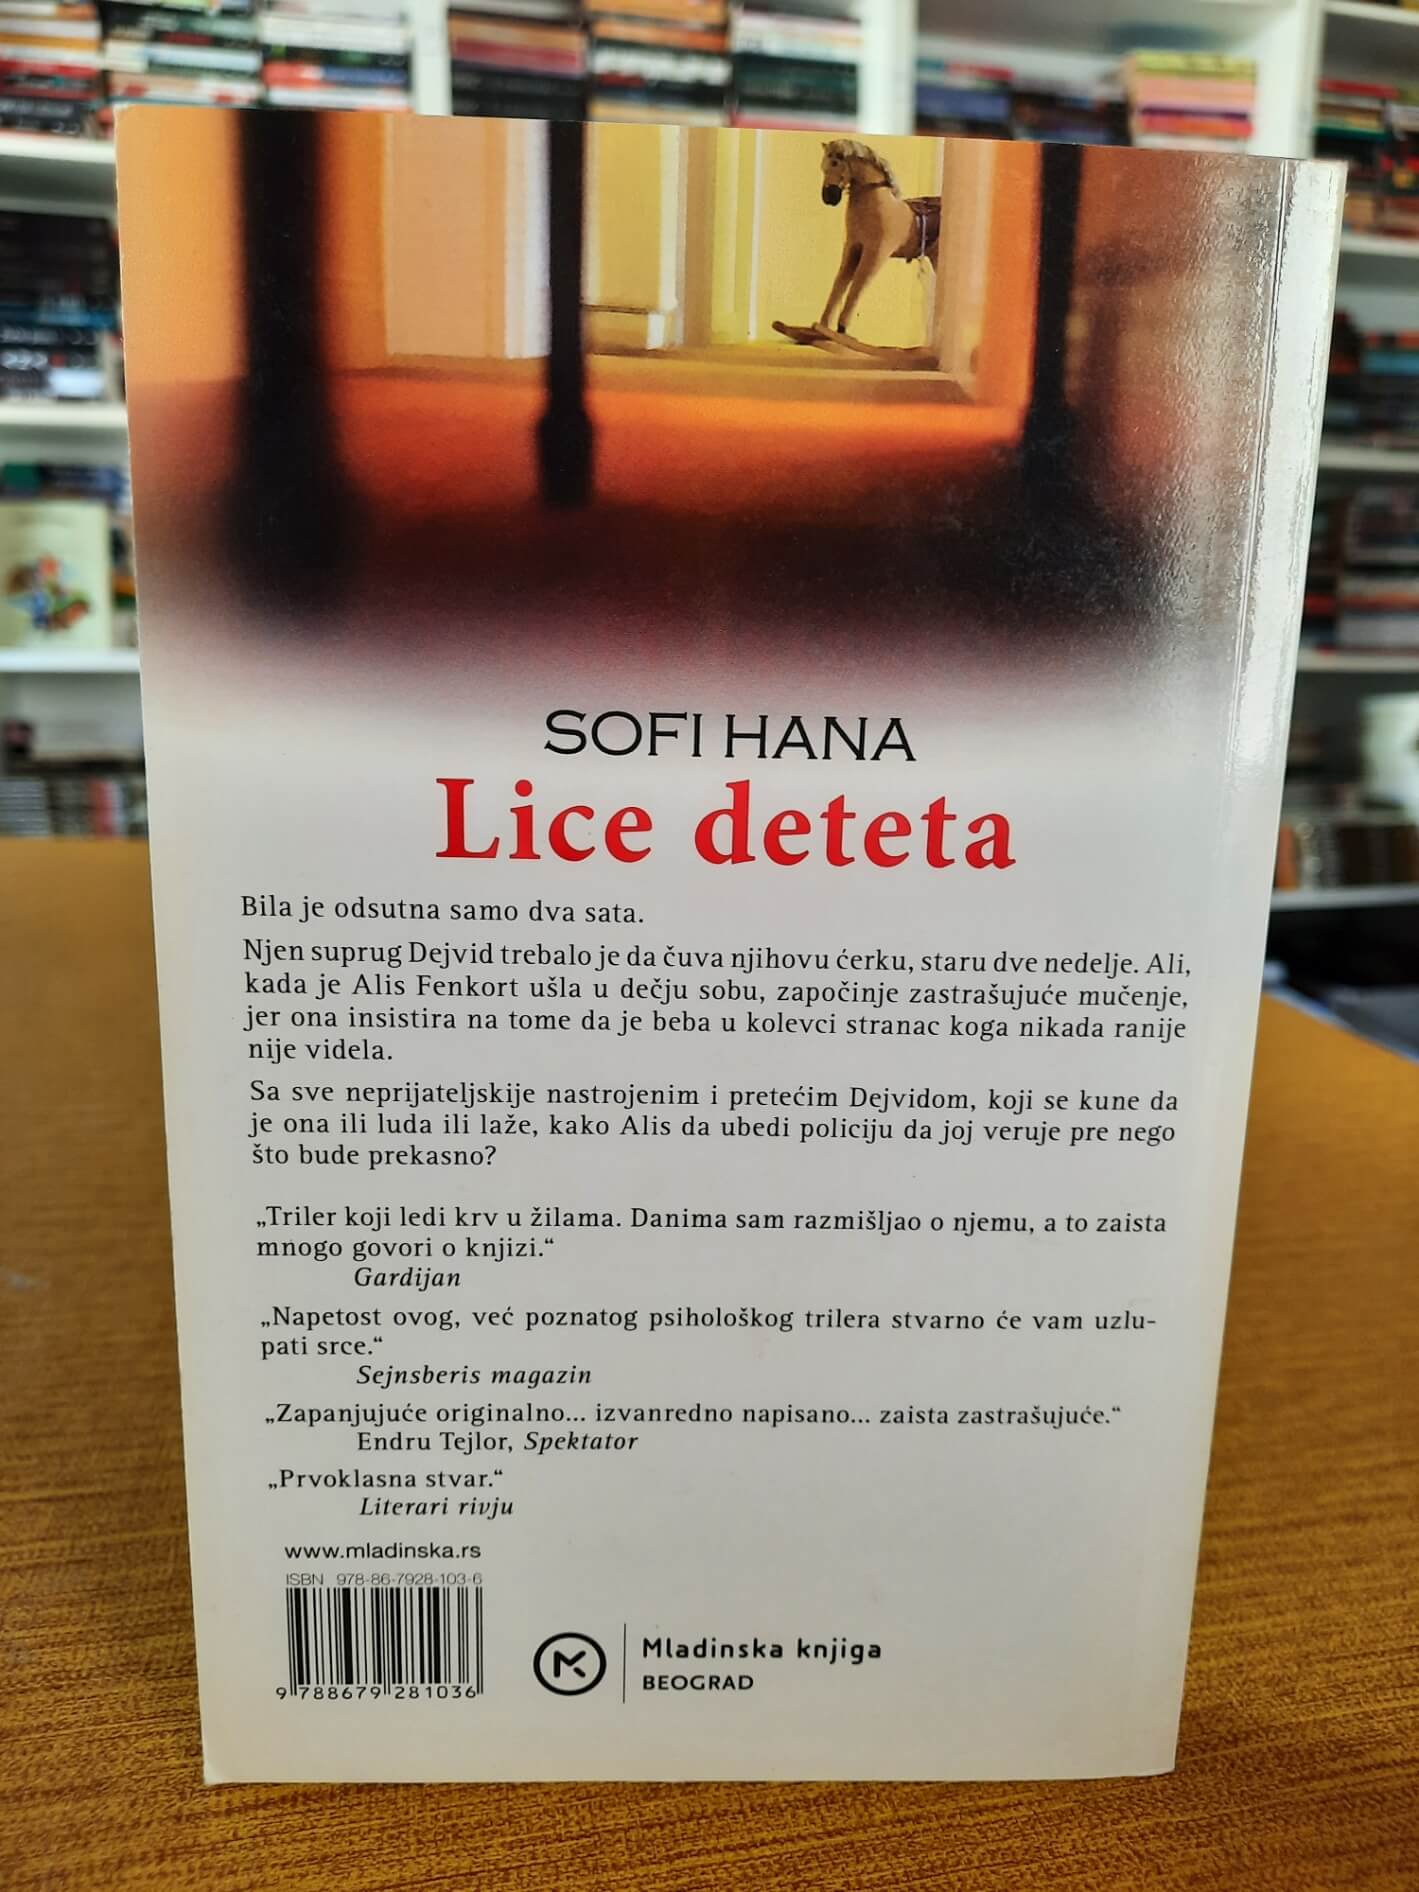 SOFI HANA
Lice deteta
Bila je odsutna samo dva sata.
Njen suprug Dejvid trebalo je da čuva njihovu ćerku, staru dve nedelje. Ali,
kada je Alis Fenkort ušla u dečju sobu, započinje zastrašujuće mučenje,
jer ona insistira na tome da je beba u kolevci stranac koga nikada ranije
nije videla.
Sa sve neprijateljskije nastrojenim i pretećim Dejvidom, koji se kune da
je ona ili luda ili laže, kako Alis da ubedi policiju da joj veruje pre nego
što bude prekasno?
„Triler koji ledi krv u žilama. Danima sam razmišljao o njemu, a to zaista
mnogo govori o knjizi.“
Gardijan
„Napetost ovog, već poznatog psihološkog trilera stvarno će vam uzlu-
pati srce.“
Sejnsberis magazin
„Zapanjujuće originalno... izvanredno napisano... zaista zastrašujuće.“
Endru Tejlor, Spektator
„Prvoklasna stvar.“
Literari rivju
www.mladinska.rs
ISBN 978-86-7928-103-6
9 788679 281036
Mladinska knjiga
BEOGRAD